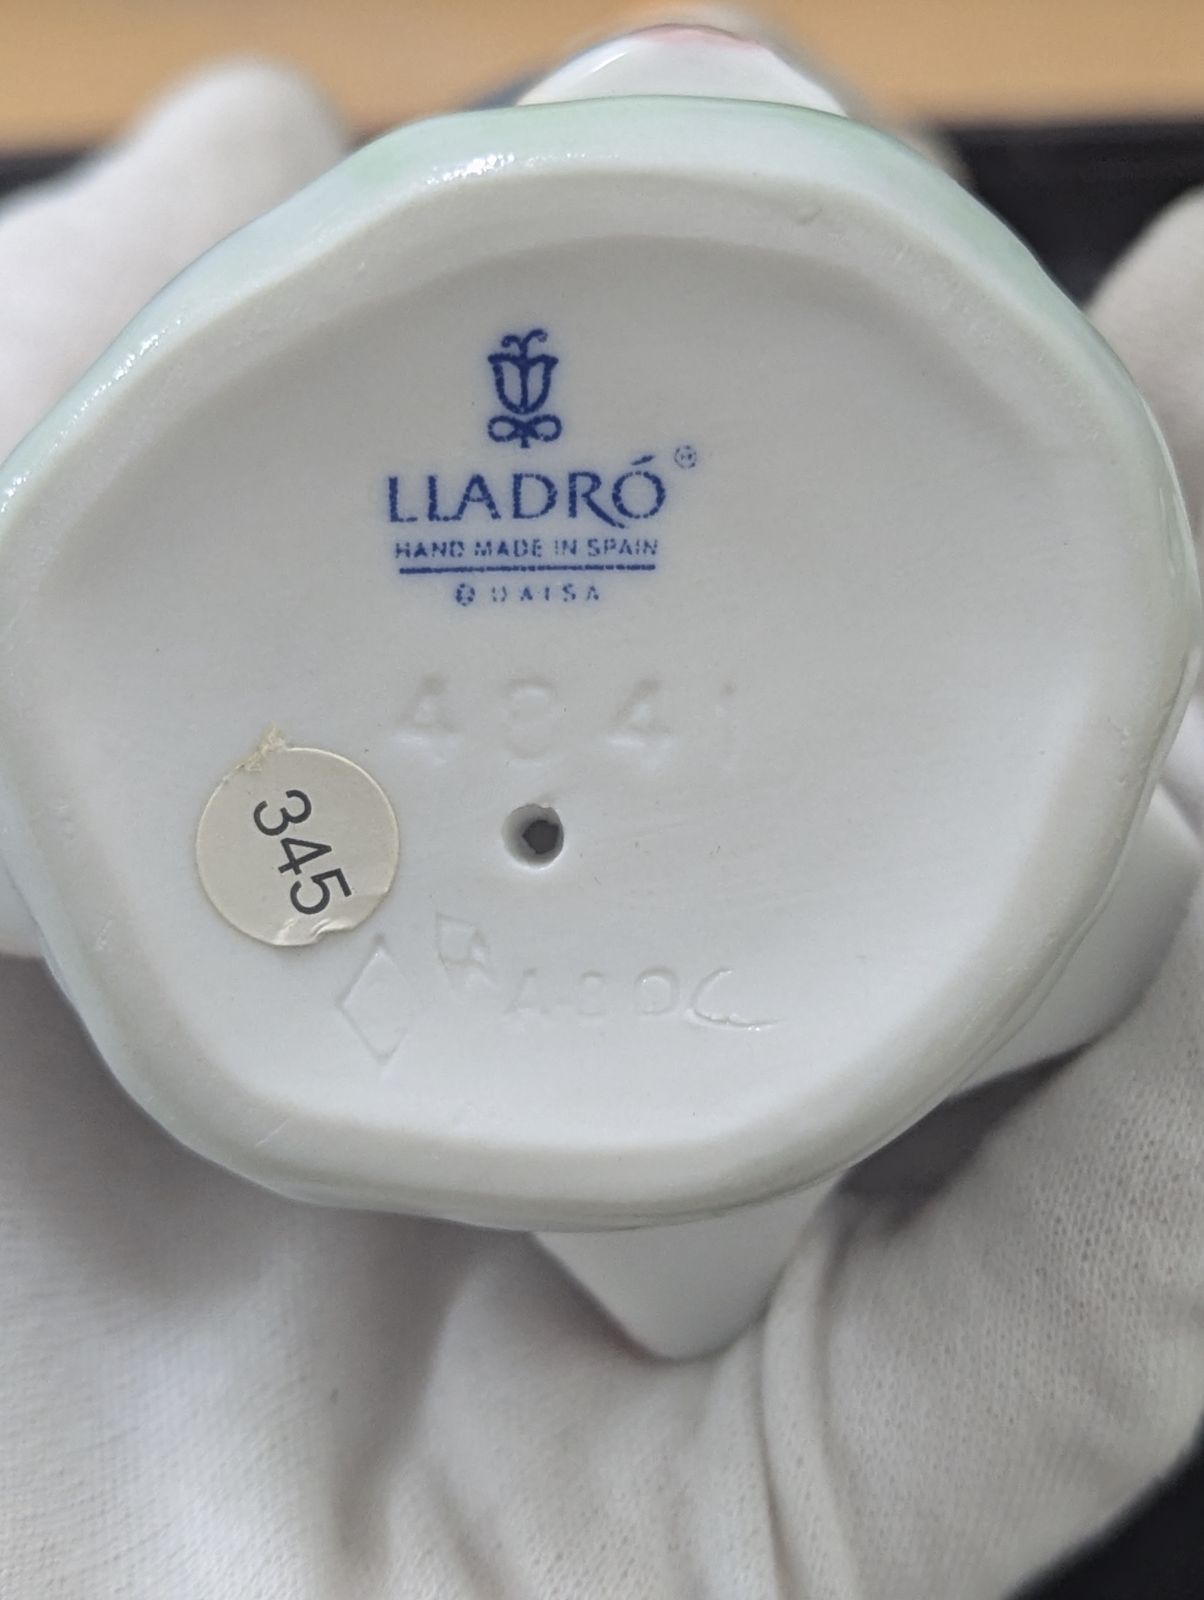 LLADRÓ ®
HAND MADE IN SPAIN
© DAISA
4841
345